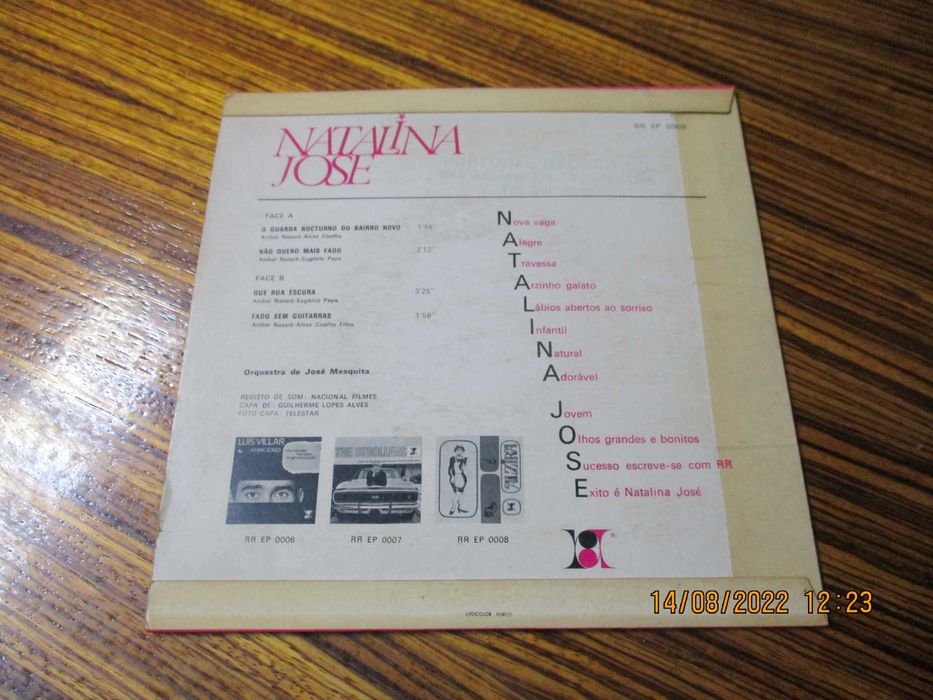 NATALINA
JOSE
RR EP 0009
FACE A
O GUARDA NOCTURNO DO BAIRRO NOVO 1'56"
Aníbal Nazaré-Alves Coelho
NÃO QUERO MAIS FADO 2'12"
Aníbal Nazaré-Eugénio Pepe
FACE B
QUE RUA ESCURA 3'25"
Aníbal Nazaré-Eugénio Pepe
FADO SEM GUITARRAS 1'58"
Aníbal Nazaré-Alves Coelho Filho
Orquestra de José Mesquita
REGISTO DE SOM: NACIONAL FILMES
CAPA DE: GUILHERME LOPES ALVES
FOTO CAPA: TELESTAR
Nova vaga
Alegre
Travessa
Arzinho gaiato
Lábios abertos ao sorriso
Infantil
Natural
Adorável
Jovem
Olhos grandes e bonitos
Sucesso escreve-se com RR
Exito é Natalina José
LUIS VILLAR
THE STROLLERS
ALZIRA
RR EP 0006
RR EP 0007
RR EP 0008
LITOCOLOR PORTO
14/08/2022 12:23